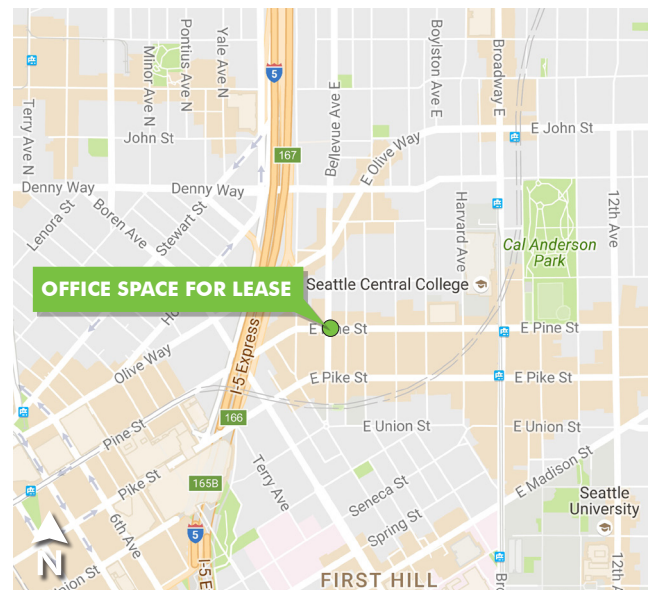 Pontius Ave N
Yale Ave N
Minor Ave N
Terry Ave N
5
Bellevue Ave E
Boylston Ave E
Broadway E
John St
E John St
E Olive Way
167
Denny Way
Denny Way
Harvard Ave
12th Ave
Lenora St
Boren Ave
Stewart St
Cal Anderson
Park
OFFICE SPACE FOR LEASE
Seattle Central College
I-5 Express
E Pine St
Olive Way
E Pike St
E Pike St
166
E Union St
E Union St
Pine St
Pike St
165B
Terry Ave
Seneca St
E Madison St
Spring St
Seattle
University
6th Ave
5
I-5 E
N
FIRST HILL
12th